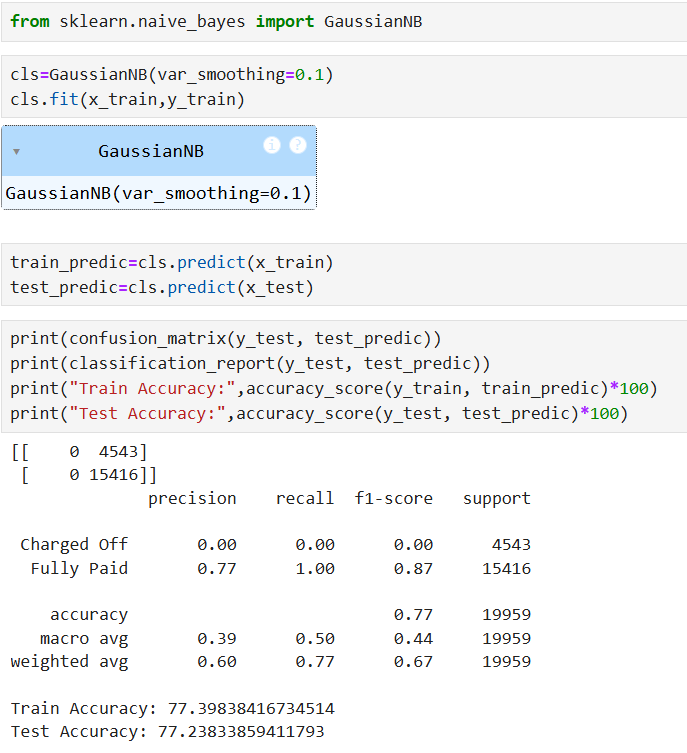 from sklearn.naive_bayes import GaussianNB
cls=GaussianNB(var_smoothing=0.1)
cls.fit(x_train,y_train)
▾ GaussianNB i ?
GaussianNB(var_smoothing=0.1)
train_predic=cls.predict(x_train)
test_predic=cls.predict(x_test)
print(confusion_matrix(y_test, test_predic))
print(classification_report(y_test, test_predic))
print("Train Accuracy:",accuracy_score(y_train, train_predic)*100)
print("Test Accuracy:",accuracy_score(y_test, test_predic)*100)
[[    0  4543]
 [    0 15416]]
              precision    recall  f1-score   support
 Charged Off       0.00      0.00      0.00      4543
  Fully Paid       0.77      1.00      0.87     15416
    accuracy                           0.77     19959
   macro avg       0.39      0.50      0.44     19959
weighted avg       0.60      0.77      0.67     19959
Train Accuracy: 77.39838416734514
Test Accuracy: 77.23833859411793